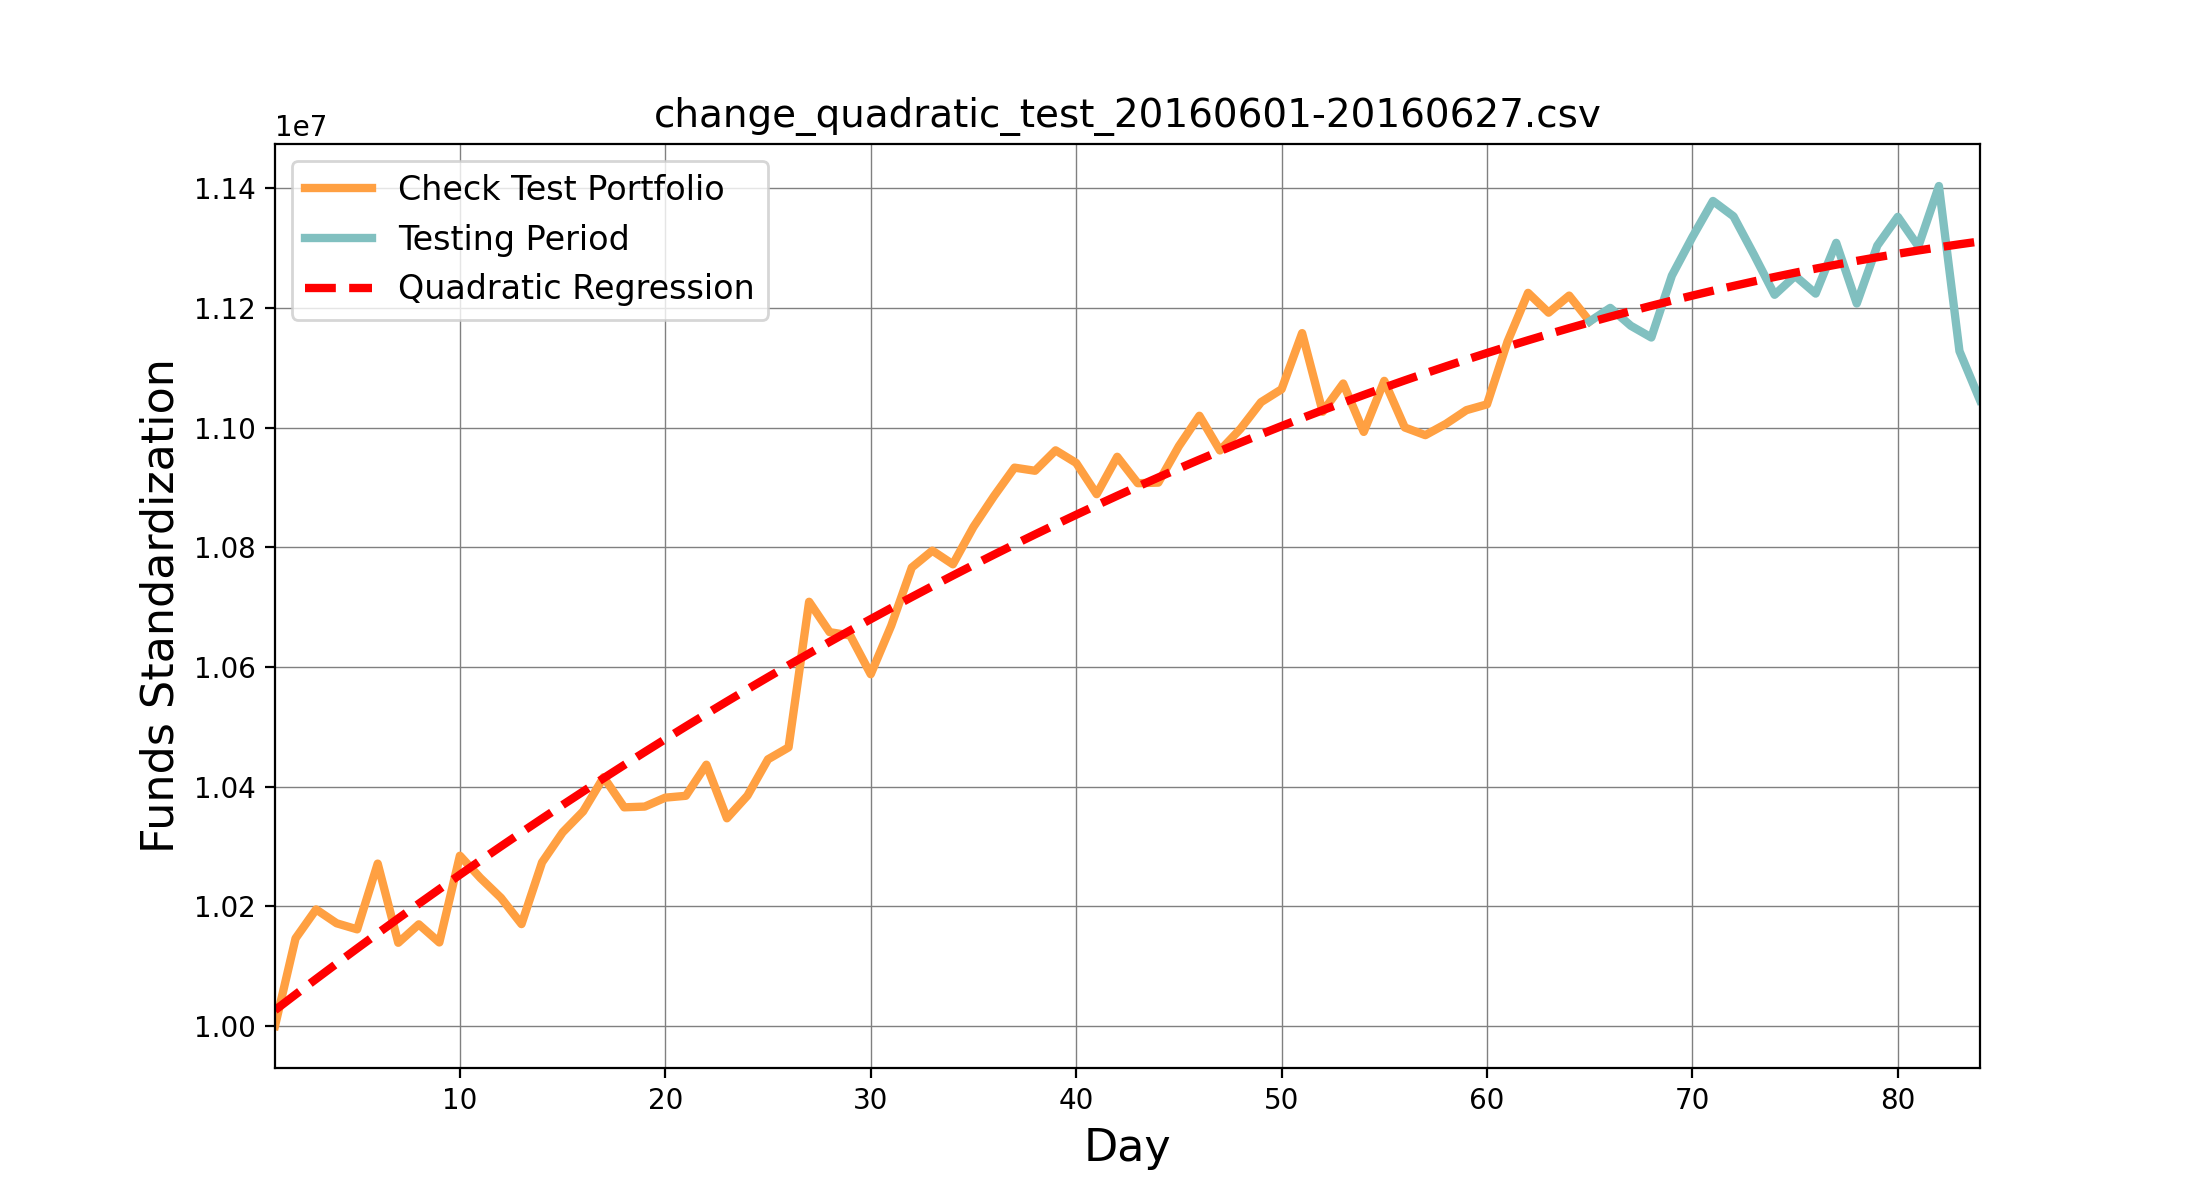 change_quadratic_test_20160601-20160627.csv
1e7
Check Test Portfolio
Testing Period
Quadratic Regression
1.14
1.12
1.10
1.08
1.06
1.04
1.02
1.00
Funds Standardization
10 20 30 40 50 60 70 80
Day